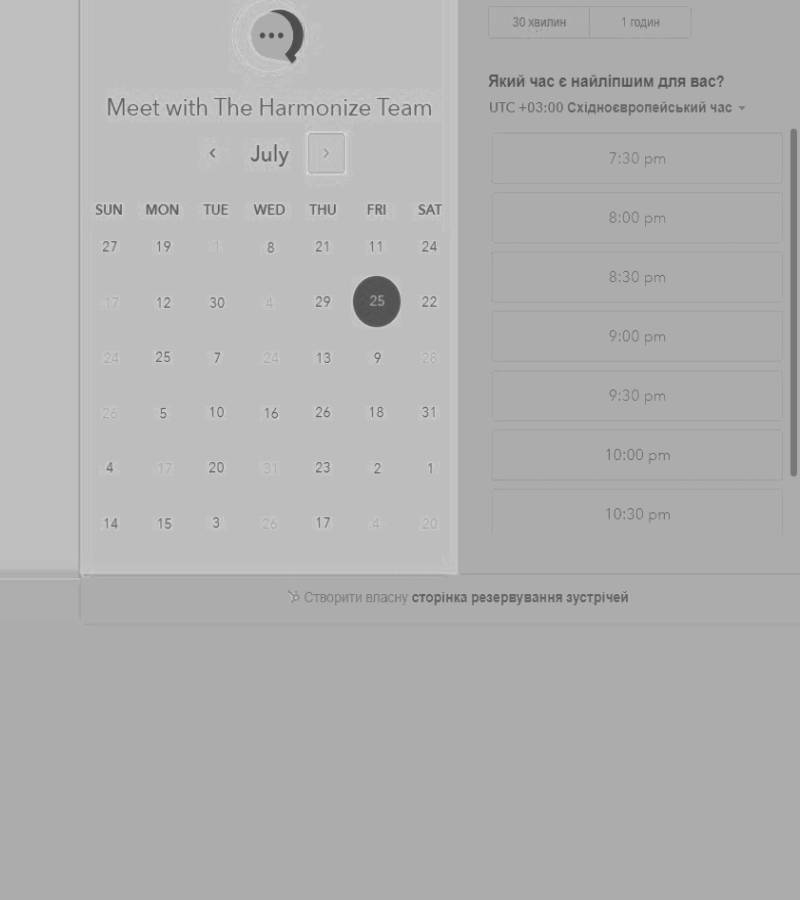 Meet with The Harmonize Team
July
SUN MON TUE WED THU FRI SAT
27 19 1 8 21 11 24
17 12 30 4 29 25 22
24 25 7 24 13 9 28
26 5 10 16 26 18 31
4 17 20 31 23 2 1
14 15 3 26 17 4 20
30 хвилин 1 годин
Який час є найліпшим для вас?
UTC +03:00 Східноєвропейський час
7:30 pm
8:00 pm
8:30 pm
9:00 pm
9:30 pm
10:00 pm
10:30 pm
Створити власну сторінка резервування зустрічей